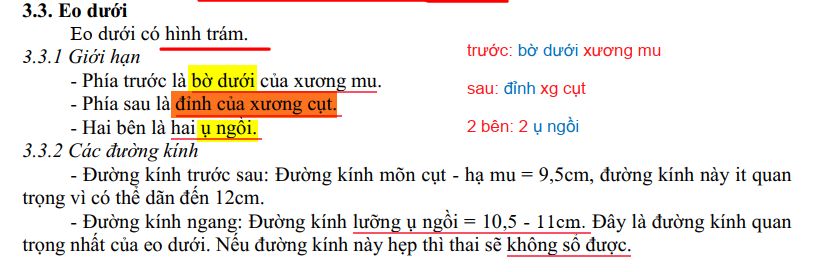 3.3. Eo dưới
Eo dưới có hình trám.
3.3.1 Giới hạn
- Phía trước là bờ dưới của xương mu.
trước: bờ dưới xương mu
- Phía sau là đỉnh của xương cụt.
sau: đỉnh xg cụt
- Hai bên là hai ụ ngồi.
2 bên: 2 ụ ngồi
3.3.2 Các đường kính
- Đường kính trước sau: Đường kính mõn cụt - hạ mu = 9,5cm, đường kính này it quan
trọng vì có thể dãn đến 12cm.
- Đường kính ngang: Đường kính lưỡng ụ ngồi = 10,5 - 11cm. Đây là đường kính quan
trọng nhất của eo dưới. Nếu đường kính này hẹp thì thai sẽ không sổ được.